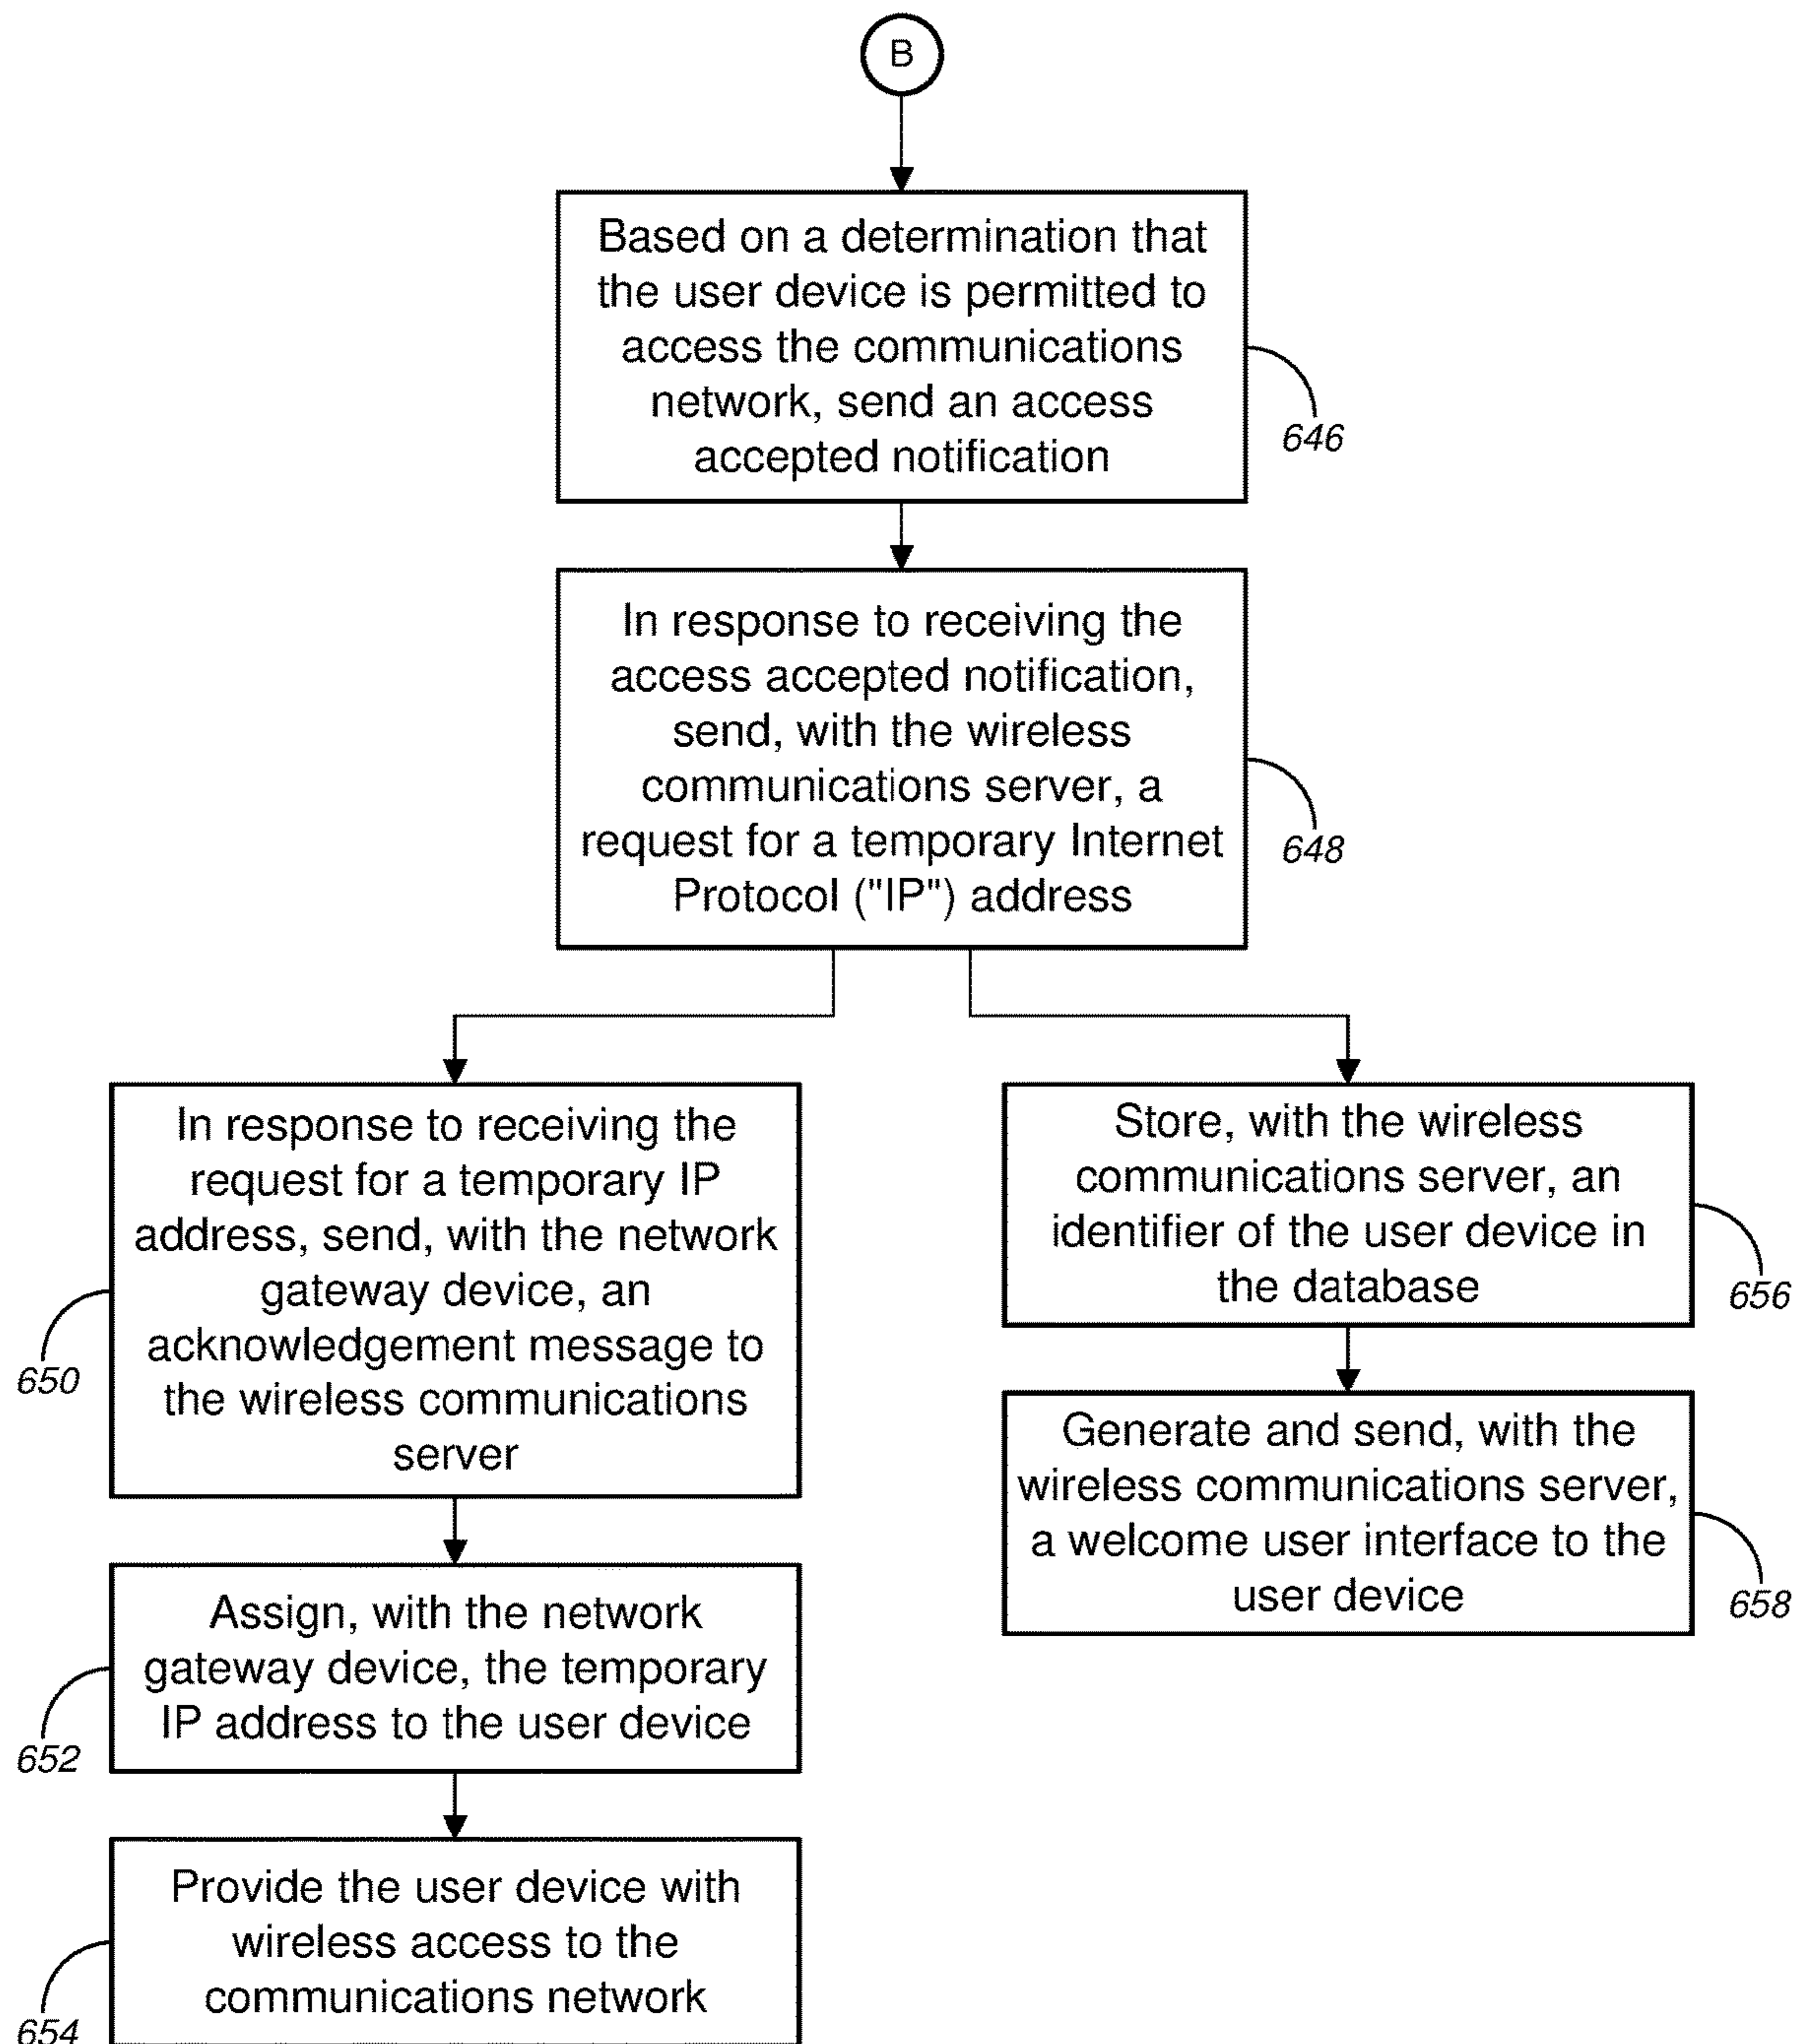 B
Based on a determination that
the user device is permitted to
access the communications
network, send an access
accepted notification
646
In response to receiving the
access accepted notification,
send, with the wireless
communications server, a
request for a temporary Internet
Protocol ("IP") address
648
In response to receiving the
request for a temporary IP
address, send, with the network
gateway device, an
acknowledgement message to
the wireless communications
server
650
Assign, with the network
gateway device, the temporary
IP address to the user device
652
Provide the user device with
wireless access to the
communications network
654
Store, with the wireless
communications server, an
identifier of the user device in
the database
656
Generate and send, with the
wireless communications server,
a welcome user interface to the
user device
658